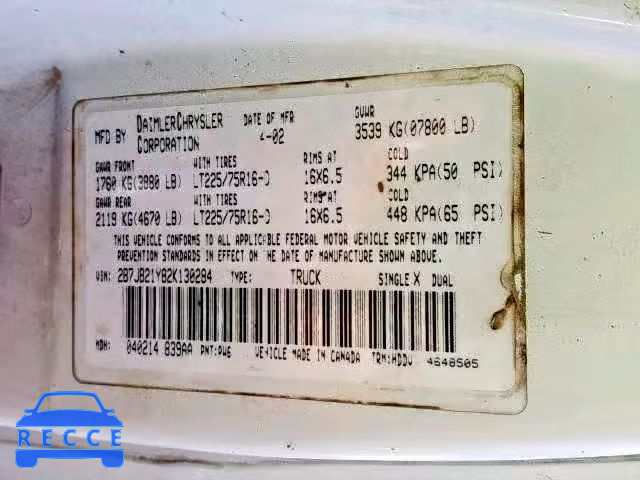 MFD BY DAIMLERCHRYSLER CORPORATION DATE OF MFR 4-02 GVWR 3539 KG(07800 LB)
GAWR FRONT WITH TIRES RIMS AT COLD
1760 KG(3880 LB) LT225/75R16-D 16X6.5 344 KPA(50 PSI)
GAWR REAR WITH TIRES RIMS AT COLD
2119 KG(4670 LB) LT225/75R16-D 16X6.5 448 KPA(65 PSI)
THIS VEHICLE CONFORMS TO ALL APPLICABLE FEDERAL MOTOR VEHICLE SAFETY AND THEFT
PREVENTION STANDARDS IN EFFECT ON THE DATE OF MANUFACTURE SHOWN ABOVE.
VIN: 2B7JB21Y82K130284 TYPE: TRUCK SINGLE X DUAL
MDH: 040214 839AA PNT:PW6 VEHICLE MADE IN CANADA TRM:HDDV 4648505
RECCE